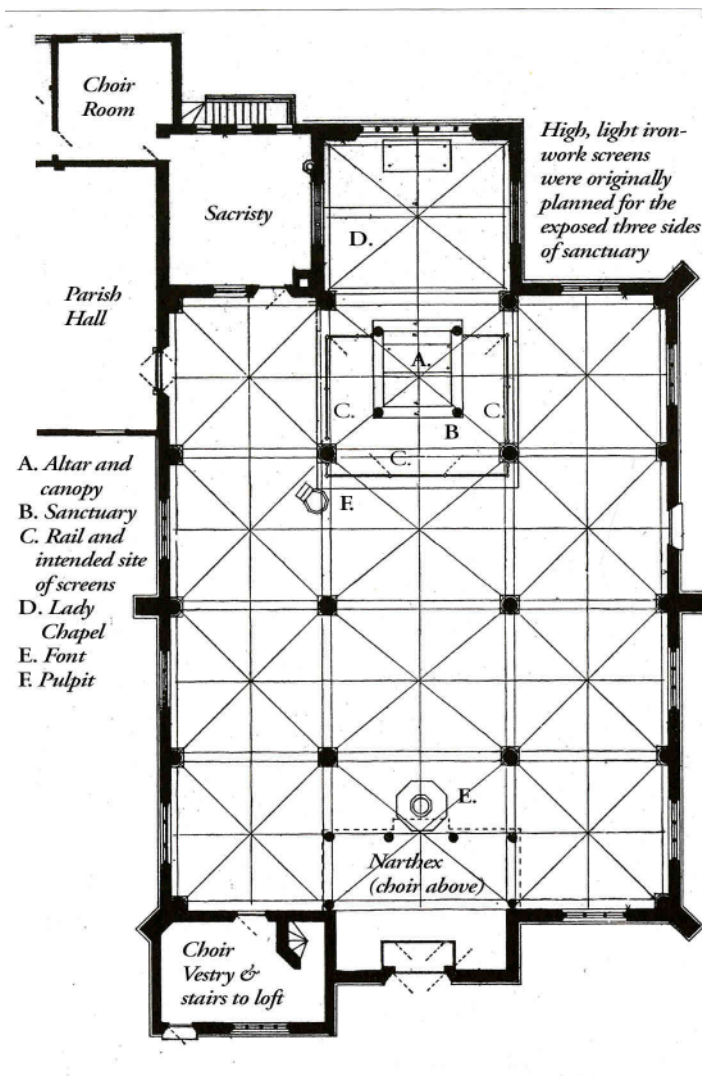 Choir
Room
High, light iron-
work screens
were originally
planned for the
exposed three sides
of sanctuary
Sacristy
D.
Parish
Hall
A.
C.
C.
B
C.
A. Altar and
canopy
B. Sanctuary
C. Rail and
intended site
of screens
D. Lady
Chapel
E. Font
F. Pulpit
F.
E.
Narthex
(choir above)
Choir
Vestry &
stairs to loft